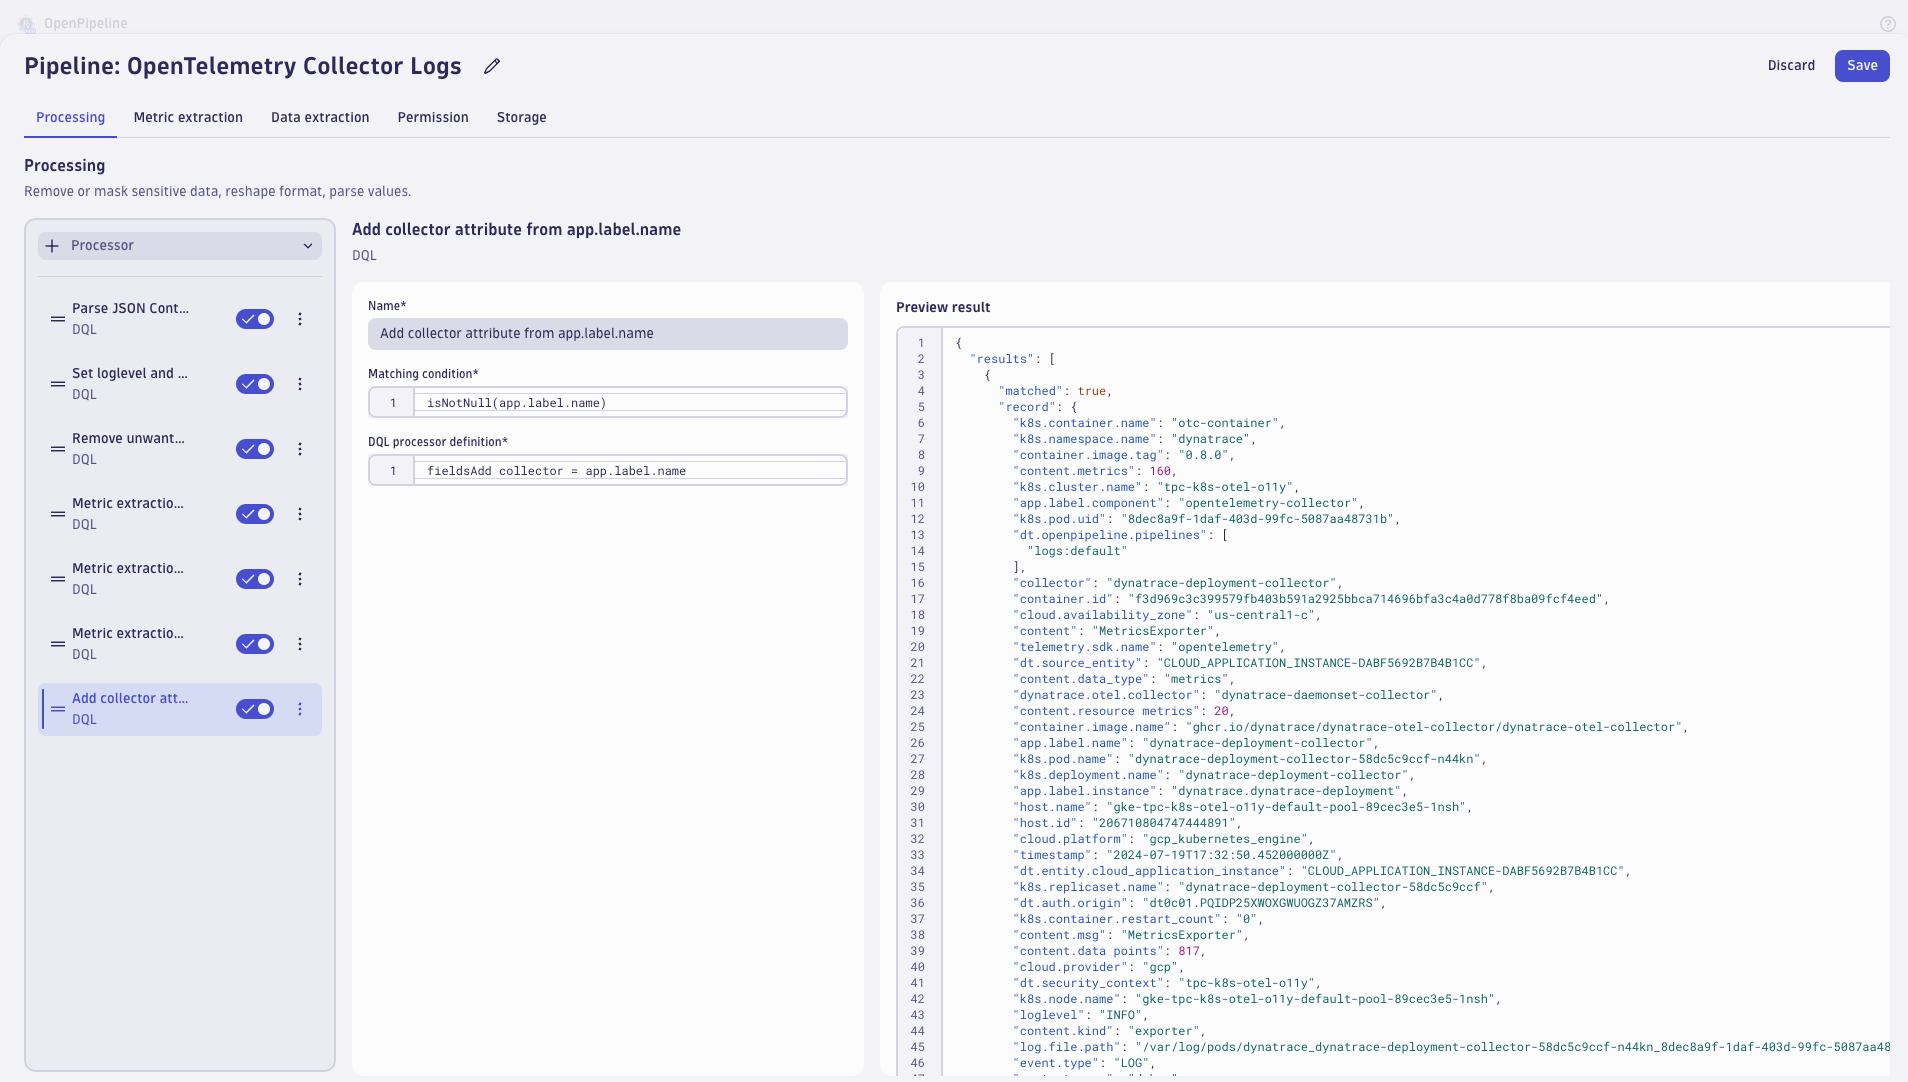 OpenPipeline
Pipeline: OpenTelemetry Collector Logs
Discard
Save
Processing
Metric extraction
Data extraction
Permission
Storage
Processing
Remove or mask sensitive data, reshape format, parse values.
Processor
Parse JSON Cont...
DQL
Set loglevel and ...
DQL
Remove unwant...
DQL
Metric extractio...
DQL
Metric extractio...
DQL
Metric extractio...
DQL
Add collector att...
DQL
Add collector attribute from app.label.name
DQL
Name*
Add collector attribute from app.label.name
Matching condition*
1 isNotNull(app.label.name)
DQL processor definition*
1 fieldsAdd collector = app.label.name
Preview result
1 {
2 "results": [
3 {
4 "matched": true,
5 "record": {
6 "k8s.container.name": "otc-container",
7 "k8s.namespace.name": "dynatrace",
8 "container.image.tag": "0.8.0",
9 "content.metrics": 160,
10 "k8s.cluster.name": "tpc-k8s-otel-o11y",
11 "app.label.component": "opentelemetry-collector",
12 "k8s.pod.uid": "8dec8a9f-1daf-403d-99fc-5087aa48731b",
13 "dt.openpipeline.pipelines": [
14 "logs:default"
15 ],
16 "collector": "dynatrace-deployment-collector",
17 "container.id": "f3d969c3c399579fb403b591a2925bbca714696bfa3c4a0d778f8ba09fcf4eed",
18 "cloud.availability_zone": "us-central1-c",
19 "content": "MetricsExporter",
20 "telemetry.sdk.name": "opentelemetry",
21 "dt.source_entity": "CLOUD_APPLICATION_INSTANCE-DABF5692B7B4B1CC",
22 "content.data_type": "metrics",
23 "dynatrace.otel.collector": "dynatrace-daemonset-collector",
24 "content.resource metrics": 20,
25 "container.image.name": "ghcr.io/dynatrace/dynatrace-otel-collector/dynatrace-otel-collector",
26 "app.label.name": "dynatrace-deployment-collector",
27 "k8s.pod.name": "dynatrace-deployment-collector-58dc5c9ccf-n44kn",
28 "k8s.deployment.name": "dynatrace-deployment-collector",
29 "app.label.instance": "dynatrace.dynatrace-deployment",
30 "host.name": "gke-tpc-k8s-otel-o11y-default-pool-89cec3e5-1nsh",
31 "host.id": "206710804747444891",
32 "cloud.platform": "gcp_kubernetes_engine",
33 "timestamp": "2024-07-19T17:32:50.452000000Z",
34 "dt.entity.cloud_application_instance": "CLOUD_APPLICATION_INSTANCE-DABF5692B7B4B1CC",
35 "k8s.replicaset.name": "dynatrace-deployment-collector-58dc5c9ccf",
36 "dt.auth.origin": "dt0c01.PQIDP25XWOXGWUOGZ37AMZRS",
37 "k8s.container.restart_count": "0",
38 "content.msg": "MetricsExporter",
39 "content.data points": 817,
40 "cloud.provider": "gcp",
41 "dt.security_context": "tpc-k8s-otel-o11y",
42 "k8s.node.name": "gke-tpc-k8s-otel-o11y-default-pool-89cec3e5-1nsh",
43 "loglevel": "INFO",
44 "content.kind": "exporter",
45 "log.file.path": "/var/log/pods/dynatrace_dynatrace-deployment-collector-58dc5c9ccf-n44kn_8dec8a9f-1daf-403d-99fc-5087aa48
46 "event.type": "LOG",